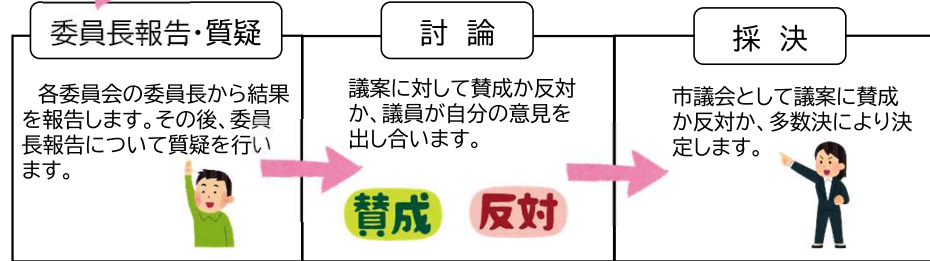 委員長報告・質疑
各委員会の委員長から結果
を報告します。その後、委員
長報告について質疑を行い
ます。
討論
議案に対して賛成か反対
か、議員が自分の意見を
出し合います。
賛成
反対
採決
市議会として議案に賛成
か反対か、多数決により決
定します。